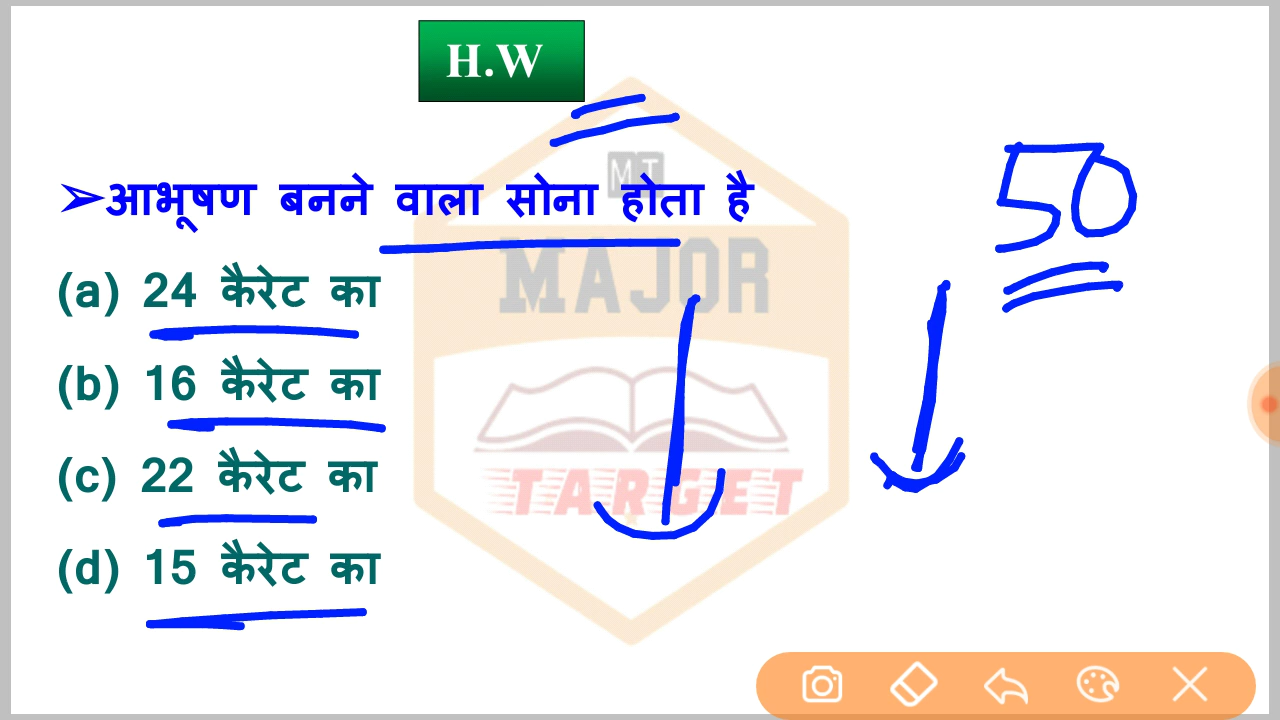 H.W
50
➢आभूषण बनने वाला सोना होता है
(a) 24 कैरेट का
(b) 16 कैरेट का
(c) 22 कैरेट का
(d) 15 कैरेट का
MT
MAJOR
TARGET